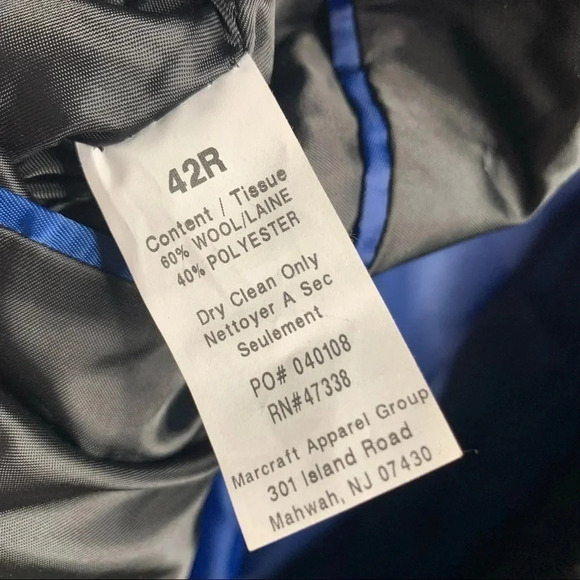 42R
Content / Tissue
60% WOOL/LAINE
40% POLYESTER
Dry Clean Only
Nettoyer A Sec
Seulement
PO# 040108
RN#47338
Marcraft Apparel Group
301 Island Road
Mahwah, NJ 07430